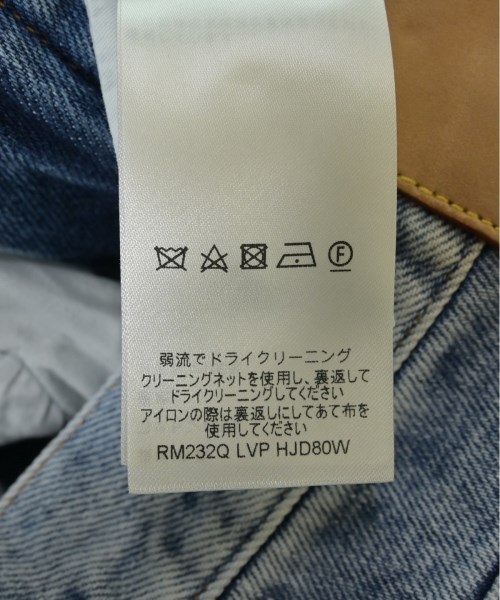 F
弱流でドライクリーニング
クリーニングネットを使用し、裏返して
ドライクリーニングしてください
アイロンの際は裏返しにしてあて布を
使用してください
RM232Q LVP HJD80W